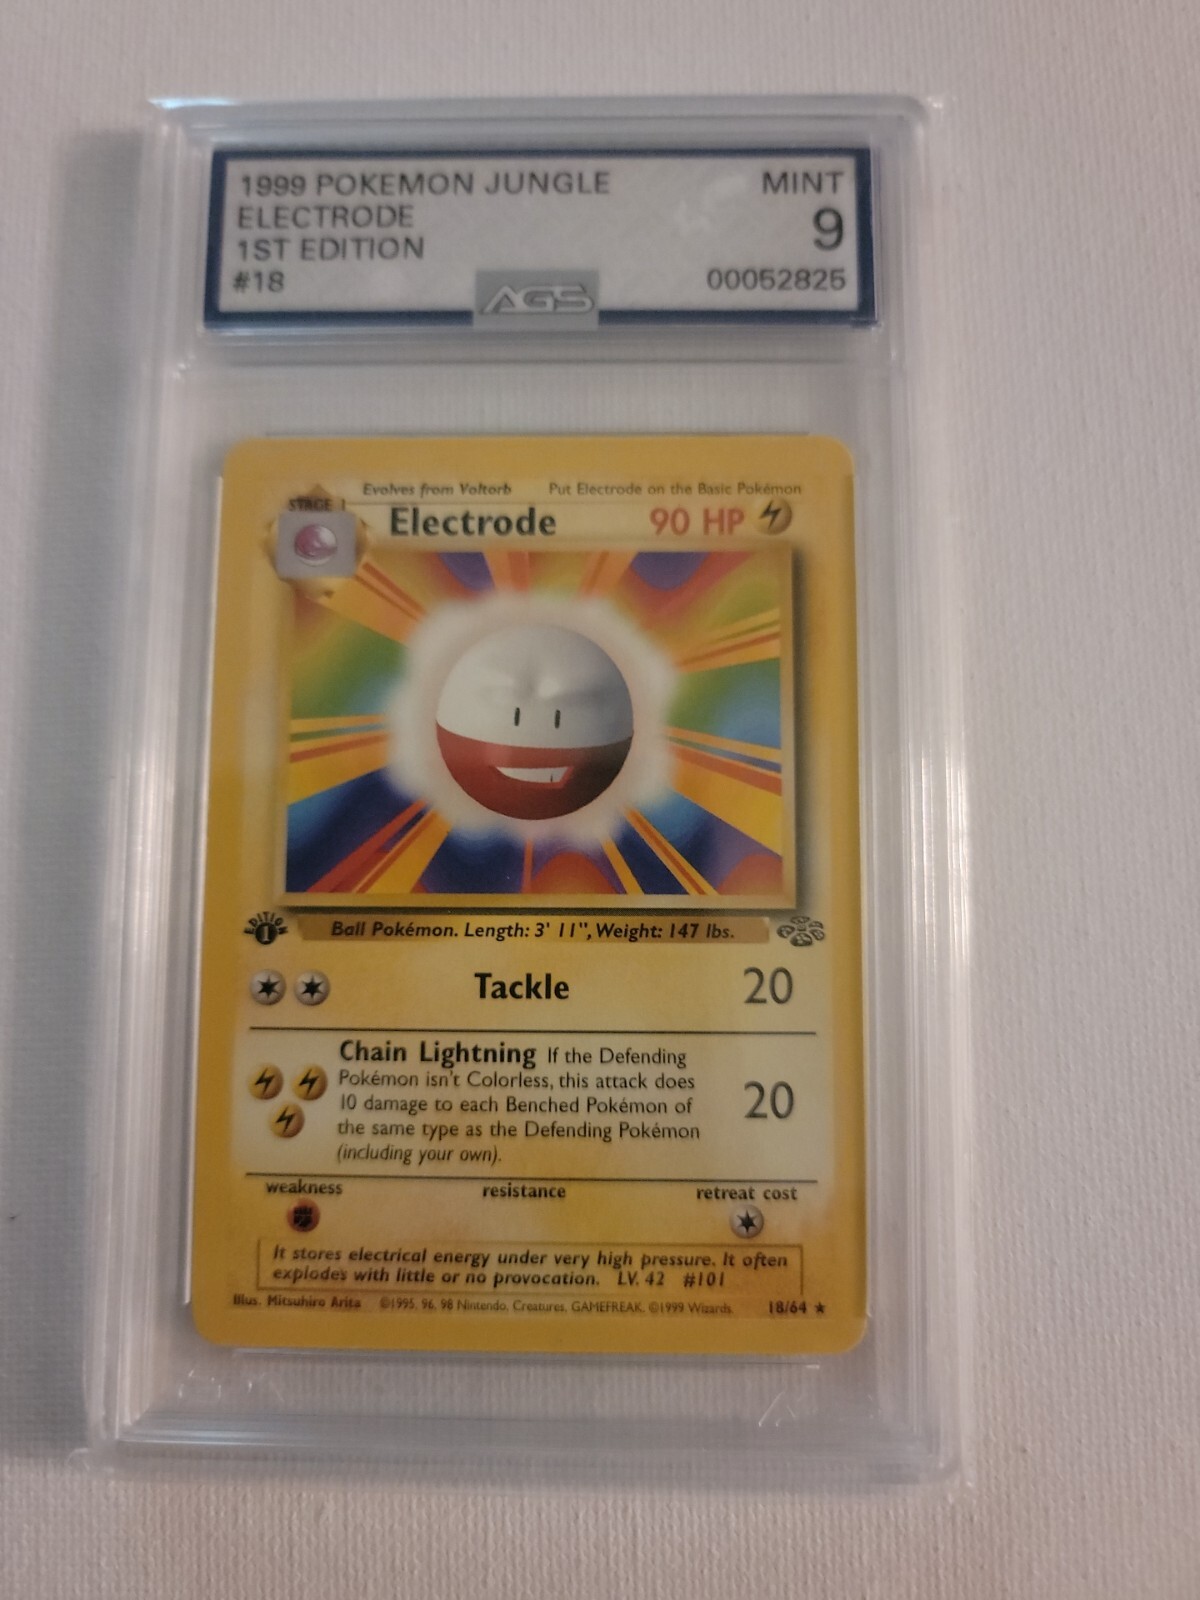 1999 POKEMON JUNGLE MINT
ELECTRODE 9
1ST EDITION
#18 00052825
AGS
Evolves from Voltorb Put Electrode on the Basic Pokémon
STAGE 1
Electrode 90 HP
EDITION 1
Ball Pokémon. Length: 3' 11", Weight: 147 lbs.
Tackle 20
Chain Lightning If the Defending
Pokémon isn't Colorless, this attack does
10 damage to each Benched Pokémon of
the same type as the Defending Pokémon
(including your own).
20
weakness resistance retreat cost
It stores electrical energy under very high pressure. It often
explodes with little or no provocation. LV. 42 #101
Illus. Mitsuhiro Arita ©1995, 96, 98 Nintendo, Creatures, GAMEFREAK. ©1999 Wizards. 18/64 ★